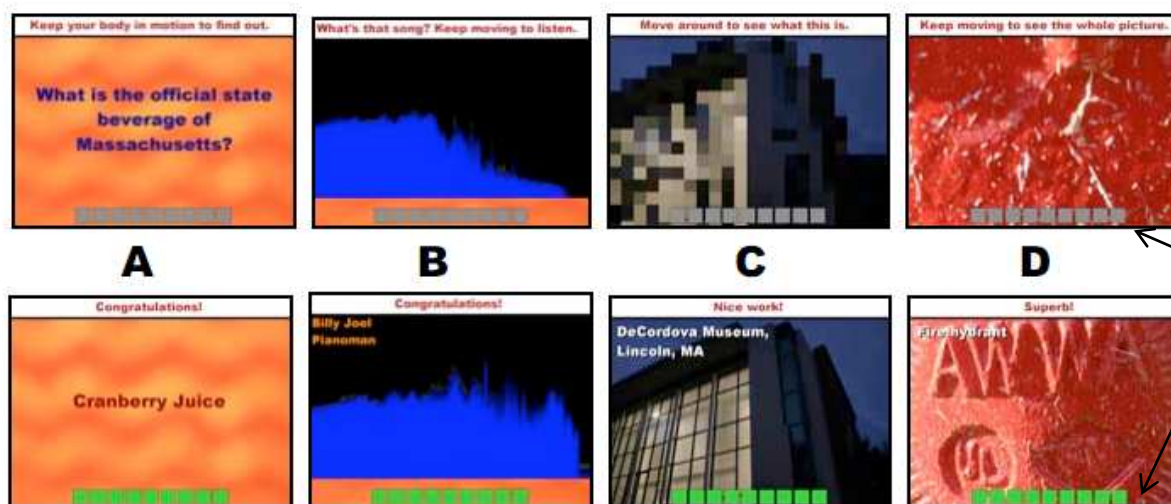 Keep your body in motion to find out.
What is the official state
beverage of
Massachusetts?
What's that song? Keep moving to listen.
Move around to see what this is.
Keep moving to see the whole picture.
A
B
C
D
Congratulations!
Cranberry Juice
Congratulations!
Billy Joel
Pianoman
Nice work!
DeCordova Museum,
Lincoln, MA
Superb!
Fire hydrant
AWWA